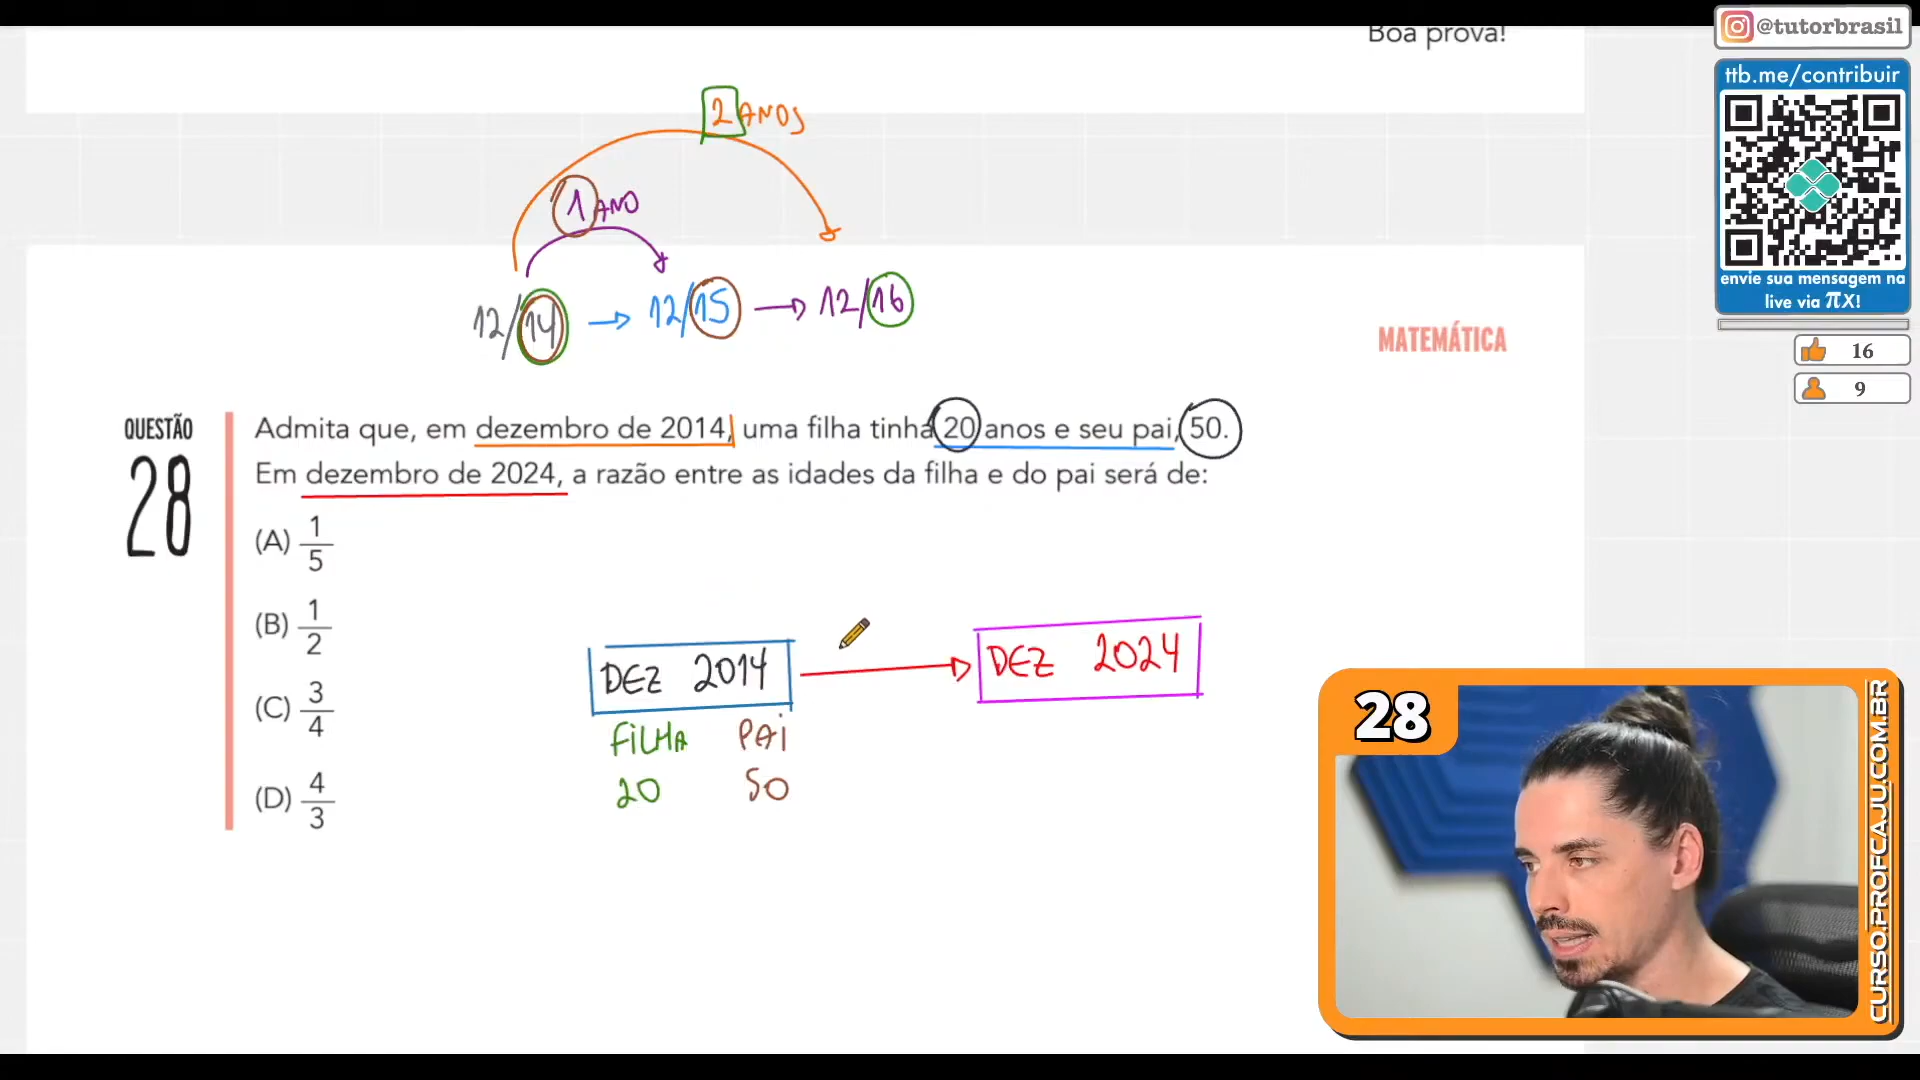 Boa prova!
@tutorbrasil
ttb.me/contribuir
envie sua mensagem na
live via πX!
16
9
2 ANOS
1 ANO
12/14 → 12/15 → 12/16
MATEMÁTICA
QUESTÃO
28
Admita que, em dezembro de 2014, uma filha tinha 20 anos e seu pai, 50.
Em dezembro de 2024, a razão entre as idades da filha e do pai será de:
(A) 1/5
(B) 1/2
(C) 3/4
(D) 4/3
DEZ 2014
DEZ 2024
FILHA PAI
20 50
28
CURSO.PROFCAJU.COM.BR